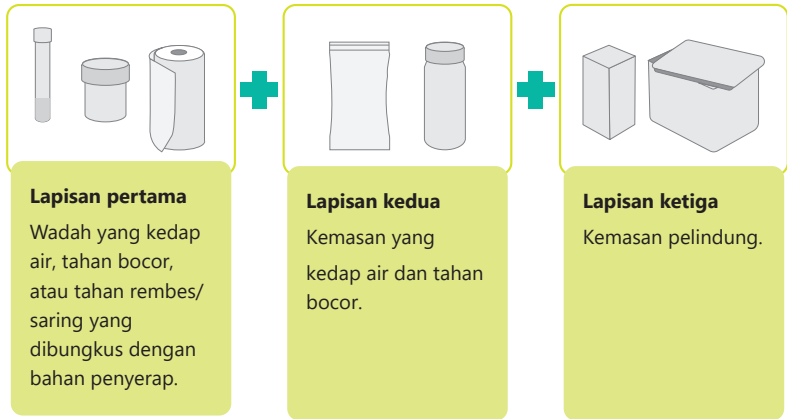 Lapisan pertama
Wadah yang kedap
air, tahan bocor,
atau tahan rembes/
saring yang
dibungkus dengan
bahan penyerap.
Lapisan kedua
Kemasan yang
kedap air dan tahan
bocor.
Lapisan ketiga
Kemasan pelindung.